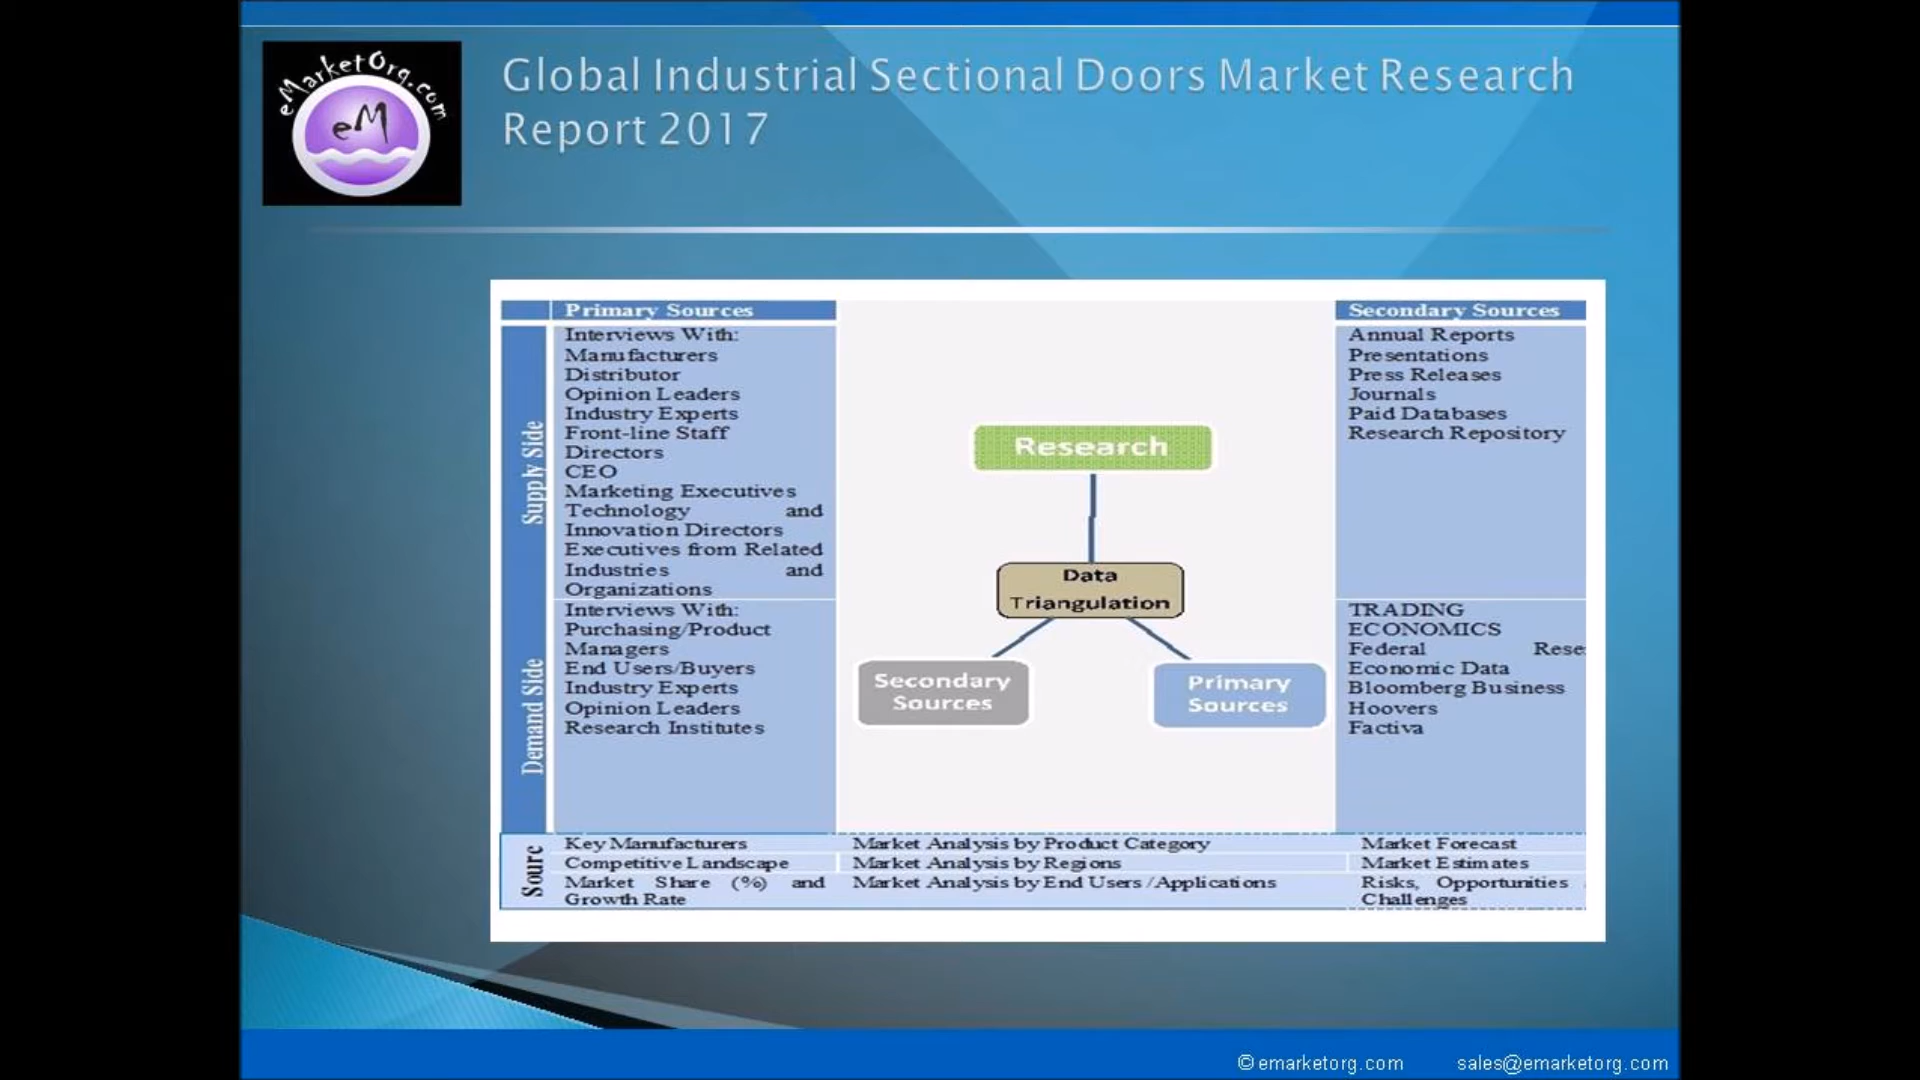 eMarketOrg.com
eM
Global Industrial Sectional Doors Market Research
Report 2017
Primary Sources
Supply Side
Interviews With:
Manufacturers
Distributor
Opinion Leaders
Industry Experts
Front-line Staff
Directors
CEO
Marketing Executives
Technology and
Innovation Directors
Executives from Related
Industries and
Organizations
Demand Side
Interviews With:
Purchasing/Product
Managers
End Users/Buyers
Industry Experts
Opinion Leaders
Research Institutes
Research
Data
Triangulation
Secondary
Sources
Primary
Sources
Secondary Sources
Annual Reports
Presentations
Press Releases
Journals
Paid Databases
Research Repository
TRADING
ECONOMICS
Federal Rese
Economic Data
Bloomberg Business
Hoovers
Factiva
Sourc
Key Manufacturers
Competitive Landscape
Market Share (%) and
Growth Rate
Market Analysis by Product Category
Market Analysis by Regions
Market Analysis by End Users /Applications
Market Forecast
Market Estimates
Risks, Opportunities
Challenges
© emarketorg.com sales@emarketorg.com